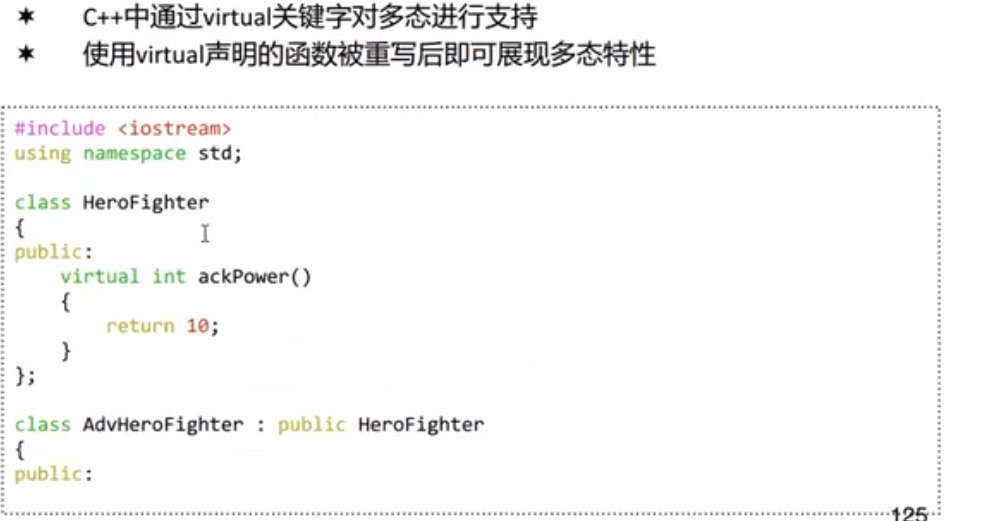 ✶ C++中通过virtual关键字对多态进行支持
✶ 使用virtual声明的函数被重写后即可展现多态特性
#include <iostream>
using namespace std;
class HeroFighter
{
public:
    virtual int ackPower()
    {
        return 10;
    }
};
class AdvHeroFighter : public HeroFighter
{
public:
125